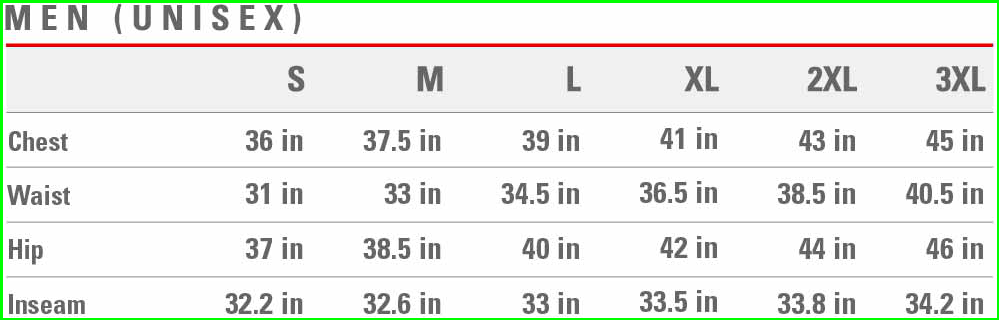 MEN (UNISEX)
S M L XL 2XL 3XL
Chest 36 in 37.5 in 39 in 41 in 43 in 45 in
Waist 31 in 33 in 34.5 in 36.5 in 38.5 in 40.5 in
Hip 37 in 38.5 in 40 in 42 in 44 in 46 in
Inseam 32.2 in 32.6 in 33 in 33.5 in 33.8 in 34.2 in